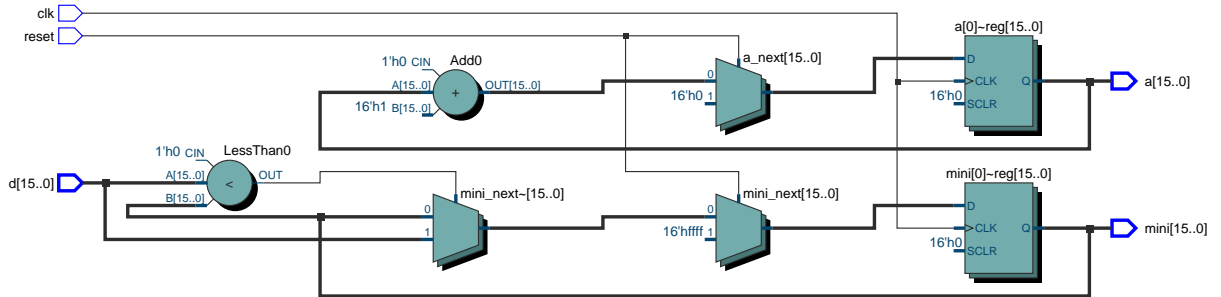 clk
reset
a[0]~reg[15..0]
Add0
a_next[15..0]
1'h0 CIN
D
A[15..0]
OUT[15..0]
0
CLK
Q
a[15..0]
+
16'h1 B[15..0]
16'h0
1
16'h0
SCLR
LessThan0
1'h0 CIN
mini[0]~reg[15..0]
d[15..0]
A[15..0]
OUT
<
mini_next~[15..0]
mini_next[15..0]
B[15..0]
D
0
0
CLK
Q
mini[15..0]
1
16'hffff
1
16'h0
SCLR